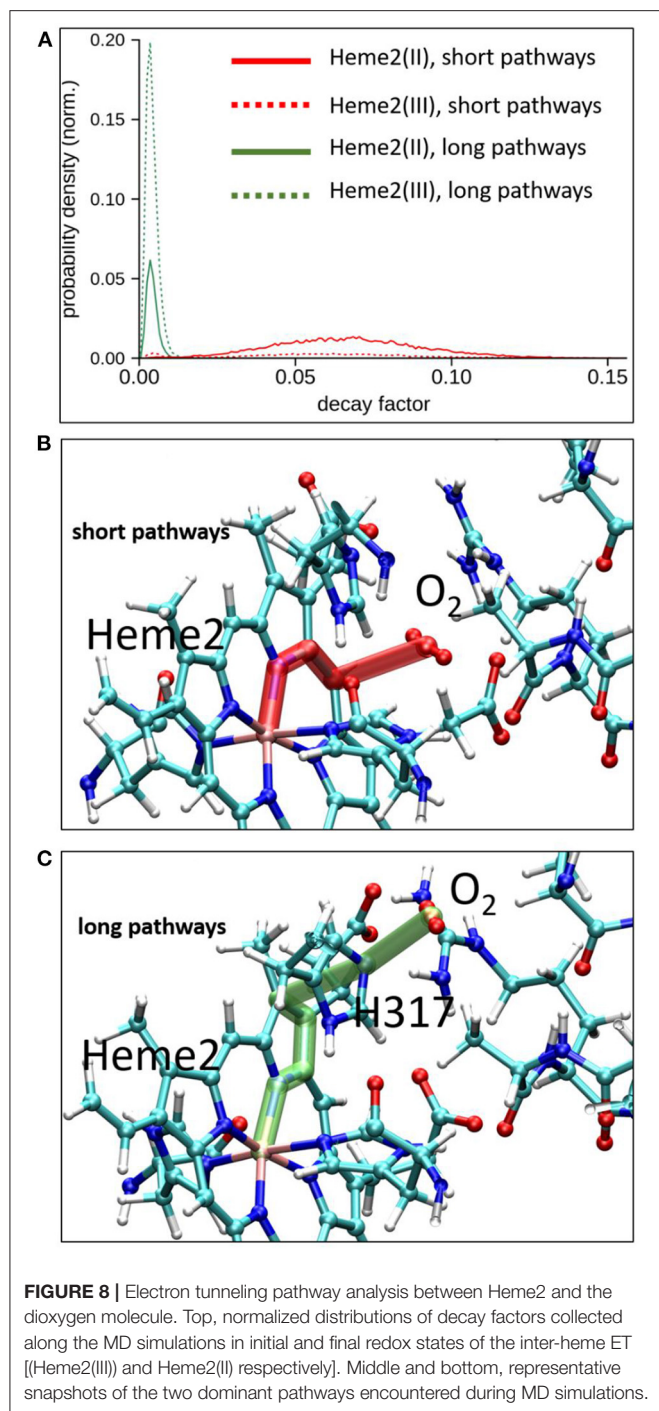 A
0.20
0.15
0.10
0.05
0.00
probability density (norm.)
Heme2(II), short pathways
Heme2(III), short pathways
Heme2(II), long pathways
Heme2(III), long pathways
0.00 0.05 0.10 0.15
decay factor
B
short pathways
O2
Heme2
C
long pathways
O2
H317
Heme2
FIGURE 8 | Electron tunneling pathway analysis between Heme2 and the
dioxygen molecule. Top, normalized distributions of decay factors collected
along the MD simulations in initial and final redox states of the inter-heme ET
[(Heme2(III)) and Heme2(II) respectively]. Middle and bottom, representative
snapshots of the two dominant pathways encountered during MD simulations.